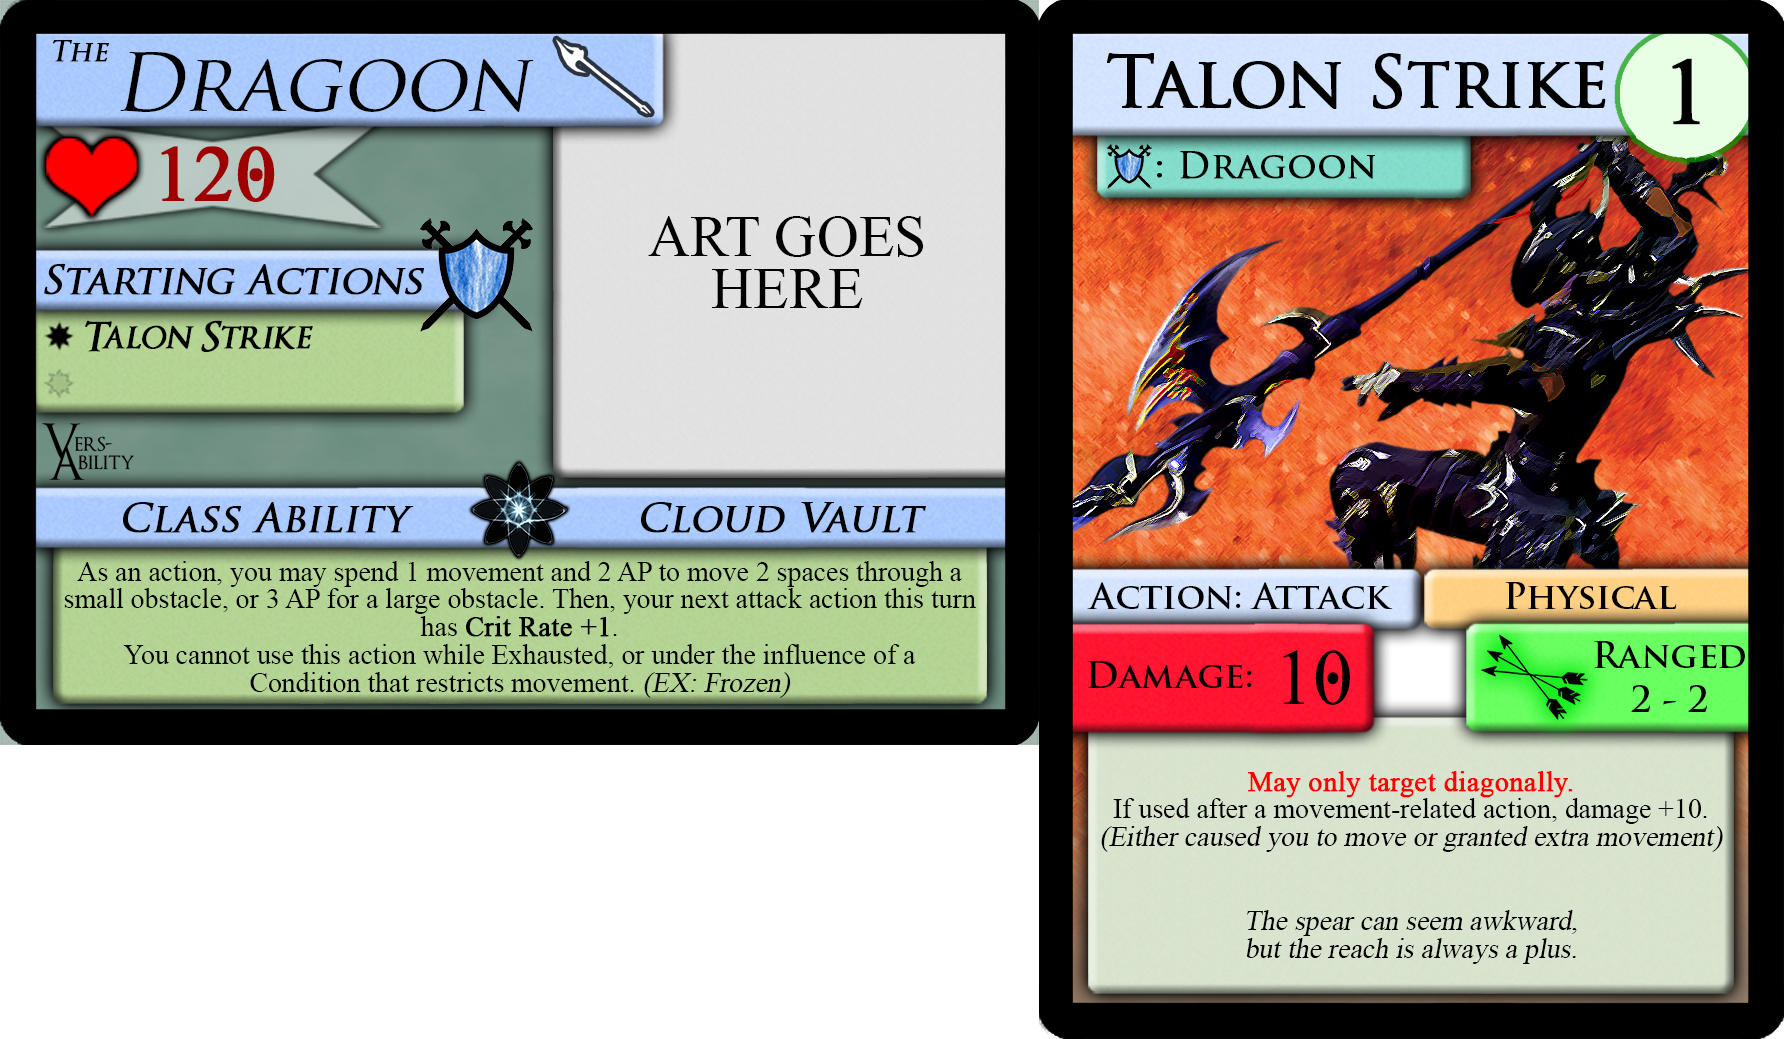 THE
DRAGOON
120
STARTING ACTIONS
TALON STRIKE
VERS-
ABILITY
CLASS ABILITY
CLOUD VAULT
ART GOES
HERE
As an action, you may spend 1 movement and 2 AP to move 2 spaces through a
small obstacle, or 3 AP for a large obstacle. Then, your next attack action this turn
has Crit Rate +1.
You cannot use this action while Exhausted, or under the influence of a
Condition that restricts movement. (EX: Frozen)
TALON STRIKE
1
: DRAGOON
ACTION: ATTACK
PHYSICAL
DAMAGE: 10
RANGED
2 - 2
May only target diagonally.
If used after a movement-related action, damage +10.
(Either caused you to move or granted extra movement)
The spear can seem awkward,
but the reach is always a plus.